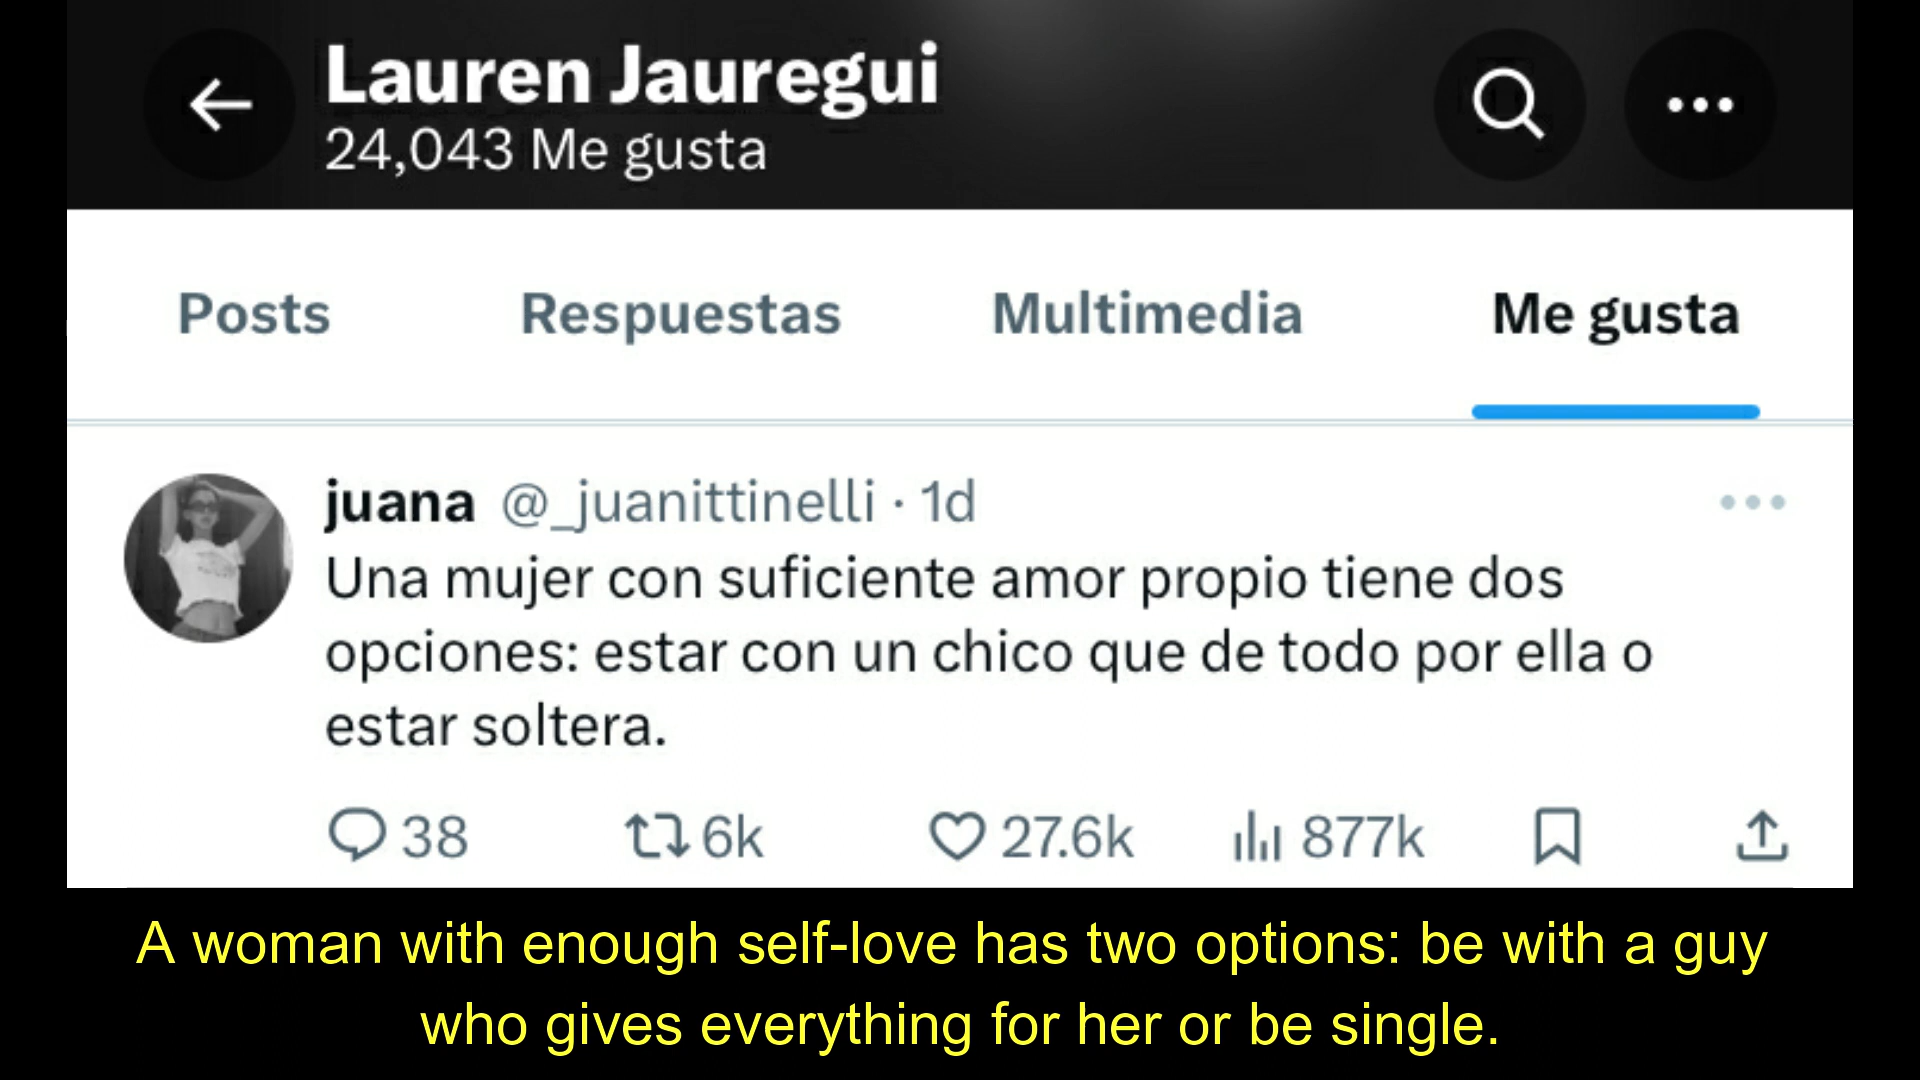 Lauren Jauregui
24,043 Me gusta
Posts Respuestas Multimedia Me gusta
juana @_juanittinelli · 1d
Una mujer con suficiente amor propio tiene dos
opciones: estar con un chico que de todo por ella o
estar soltera.
38 6k 27.6k 877k
A woman with enough self-love has two options: be with a guy
who gives everything for her or be single.